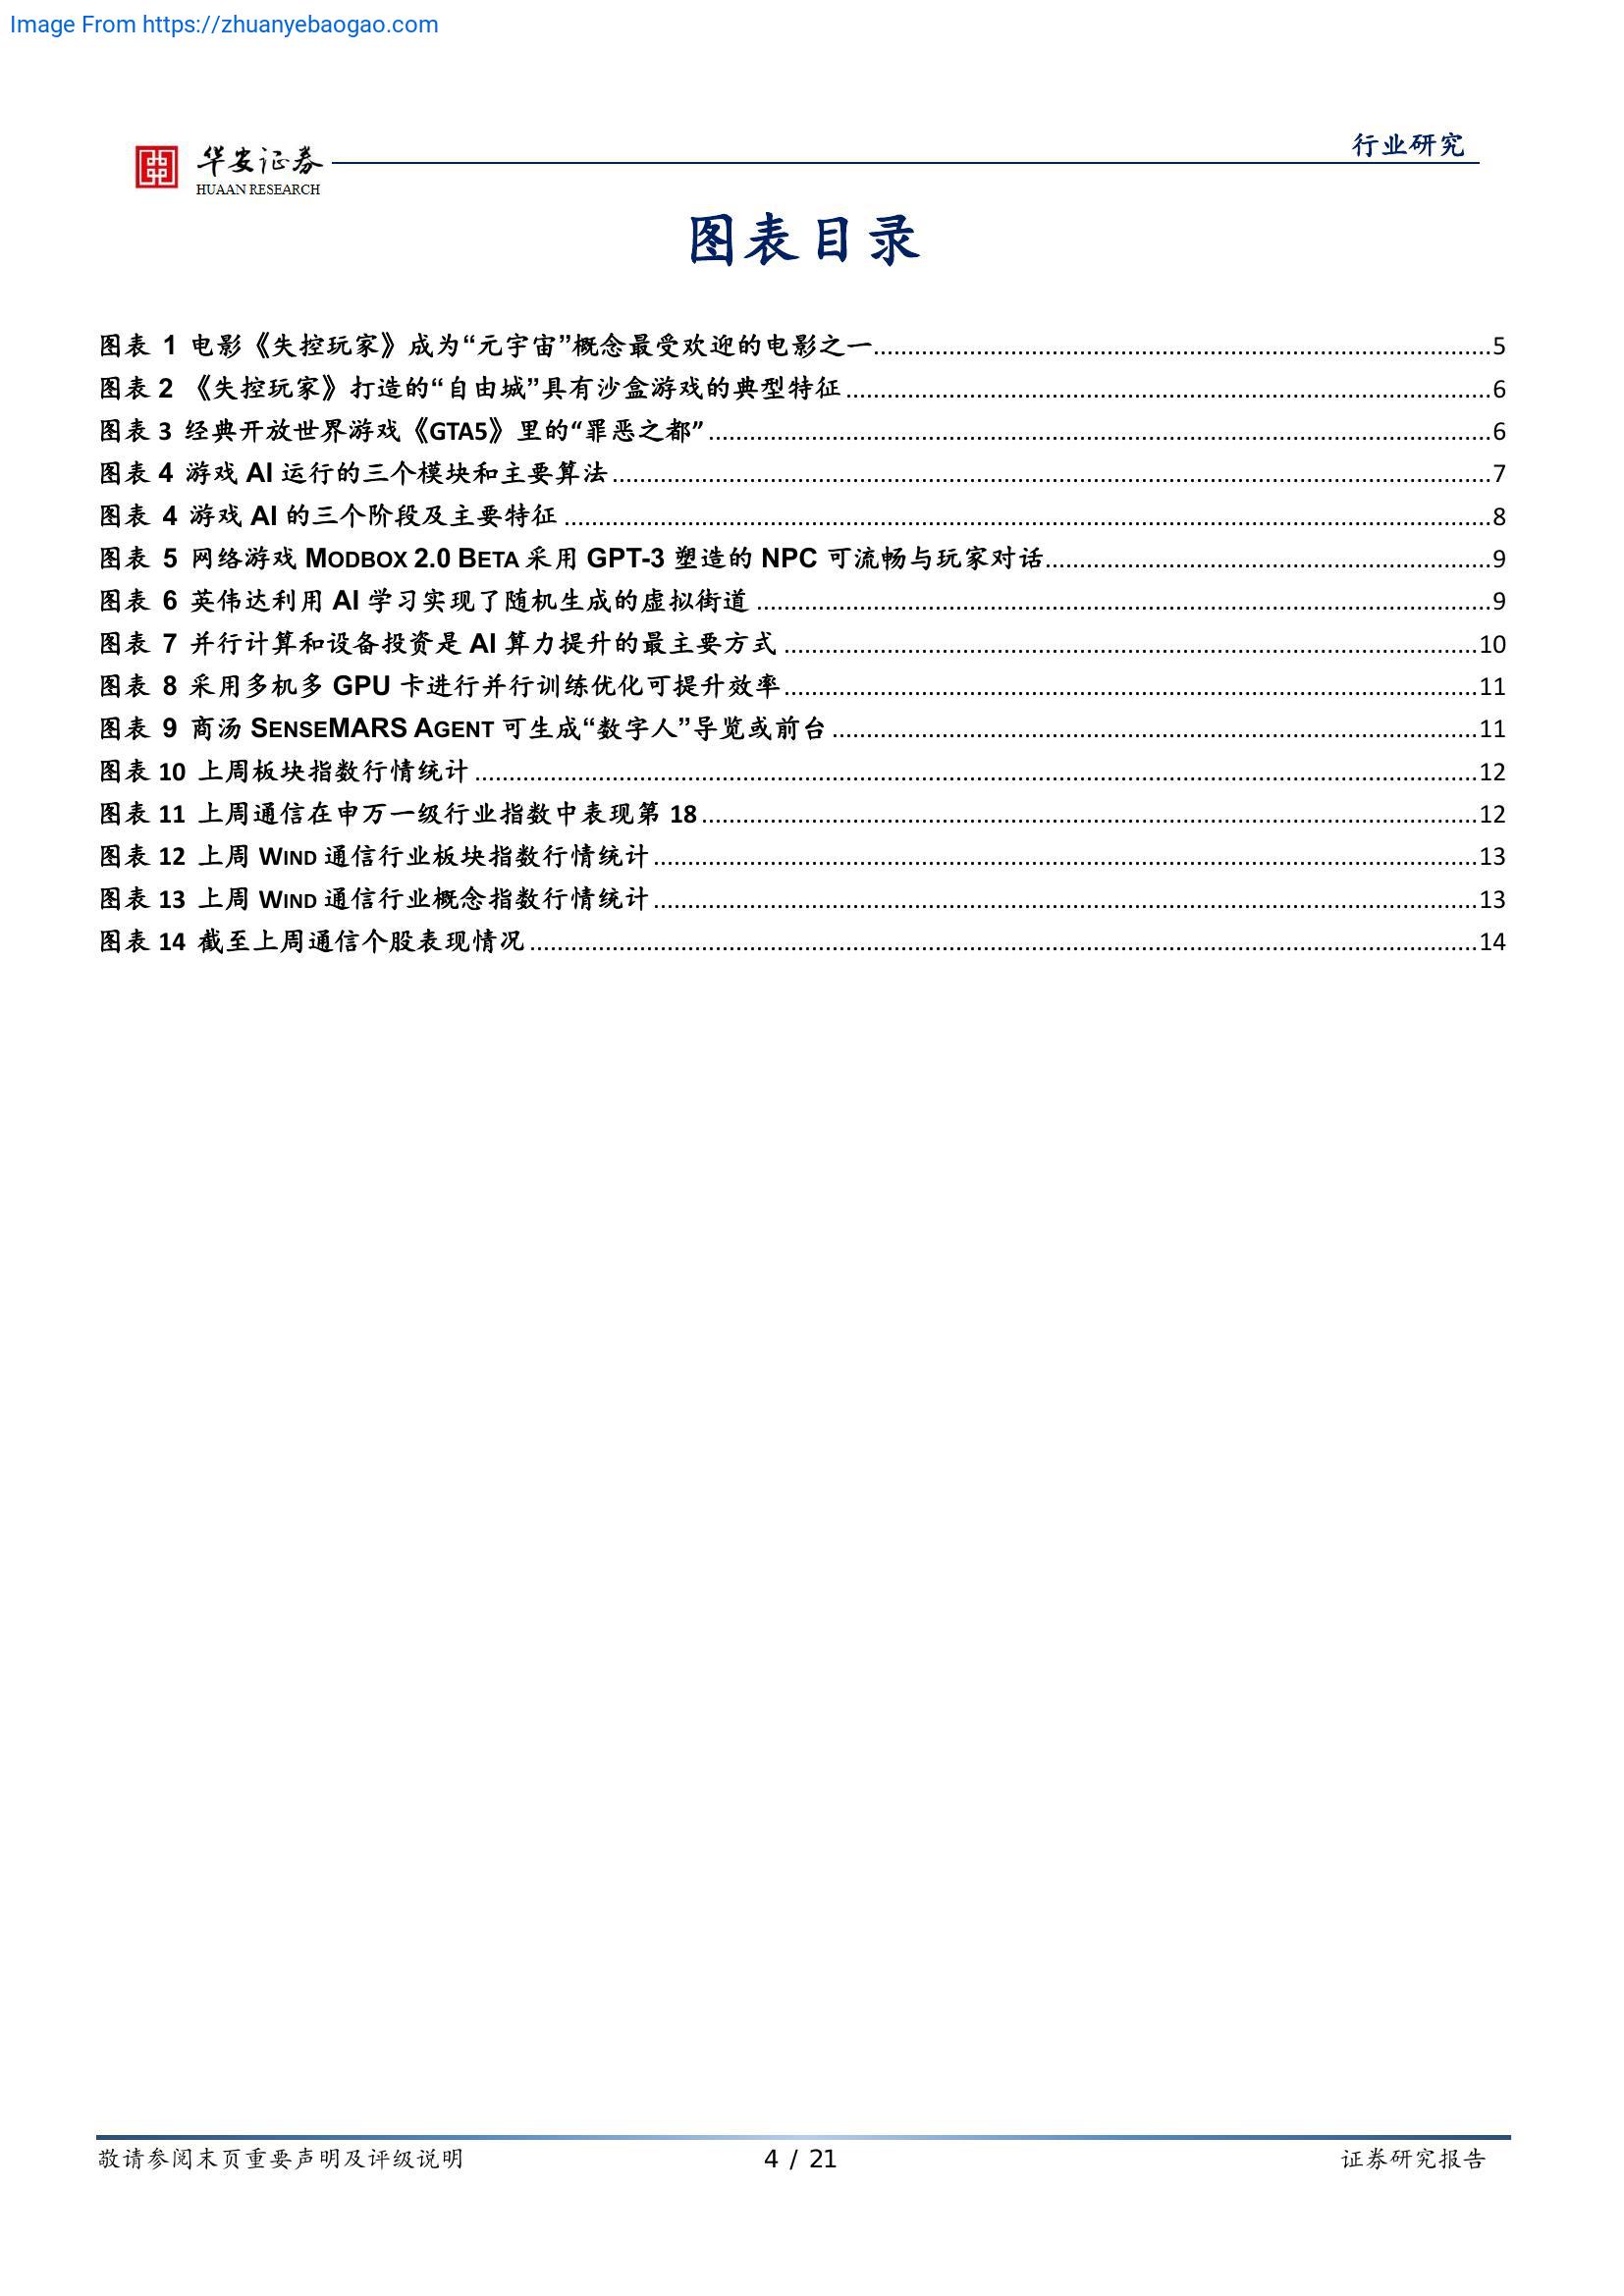 Image From https://zhuanyebaogao.com
华安证券
HUAAN RESEARCH
行业研究
图表目录
图表 1 电影《失控玩家》成为“元宇宙”概念最受欢迎的电影之一........5
图表 2 《失控玩家》打造的“自由城”具有沙盒游戏的典型特征........6
图表 3 经典开放世界游戏《GTA5》里的“罪恶之都”........6
图表 4 游戏 AI 运行的三个模块和主要算法........7
图表 4 游戏 AI 的三个阶段及主要特征........8
图表 5 网络游戏 MODBOX 2.0 BETA 采用 GPT-3 塑造的 NPC 可流畅与玩家对话........9
图表 6 英伟达利用 AI 学习实现了随机生成的虚拟街道........9
图表 7 并行计算和设备投资是 AI 算力提升的最主要方式........10
图表 8 采用多机多 GPU 卡进行并行训练优化可提升效率........11
图表 9 商汤 SENSEMARS AGENT 可生成“数字人”导览或前台........11
图表 10 上周板块指数行情统计........12
图表 11 上周通信在申万一级行业指数中表现第 18........12
图表 12 上周 WIND 通信行业板块指数行情统计........13
图表 13 上周 WIND 通信行业概念指数行情统计........13
图表 14 截至上周通信个股表现情况........14
敬请参阅末页重要声明及评级说明
4 / 21
证券研究报告